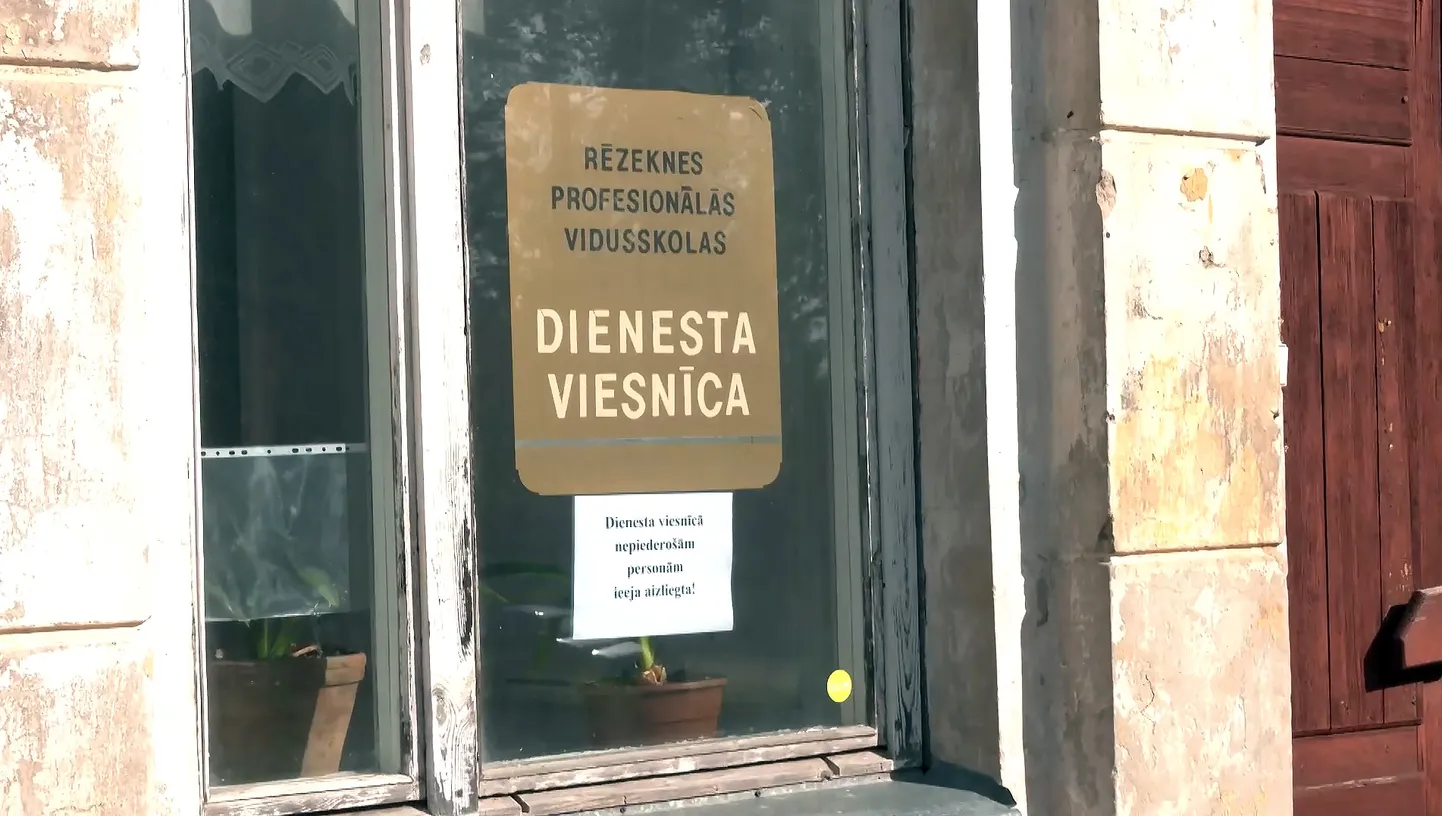 RĒZEKNES
PROFESIONĀLĀS
VIDUSSKOLAS
DIENESTA
VIESNĪCA
Dienesta viesnīcā
nepiederošām
personām
ieeja aizliegta!